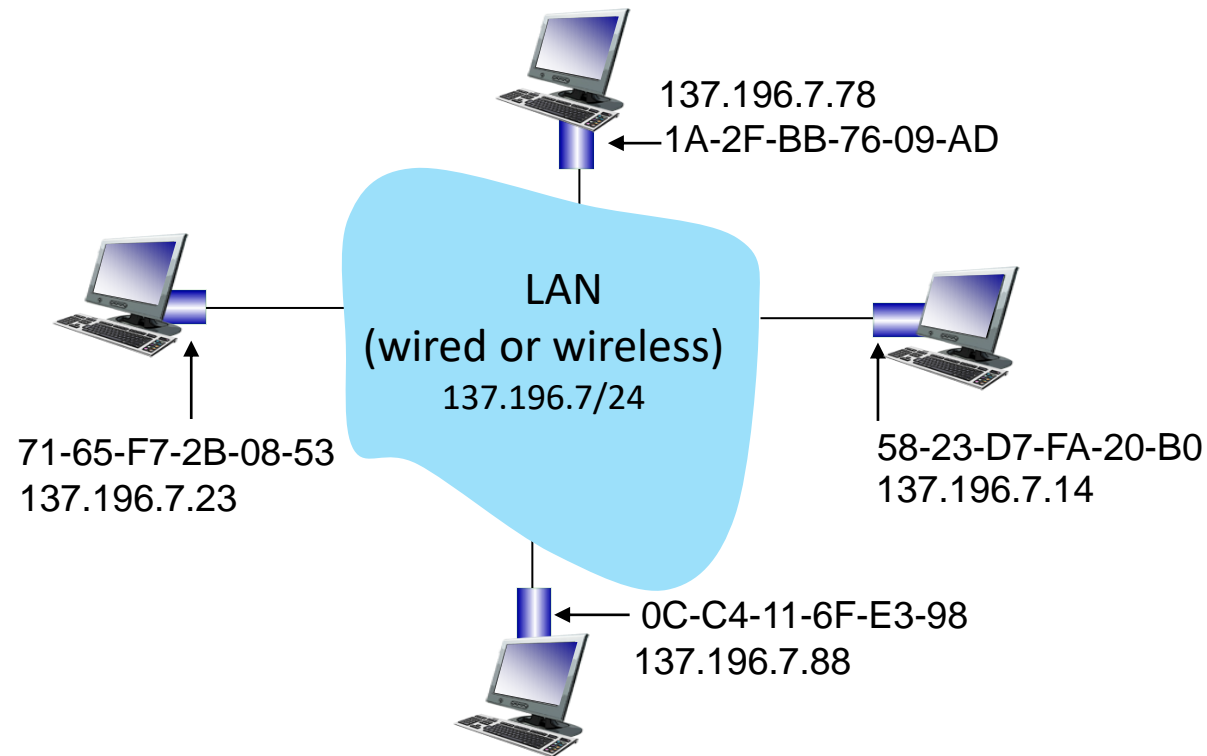 137.196.7.78
1A-2F-BB-76-09-AD
LAN
(wired or wireless)
137.196.7/24
71-65-F7-2B-08-53
137.196.7.23
58-23-D7-FA-20-B0
137.196.7.14
0C-C4-11-6F-E3-98
137.196.7.88